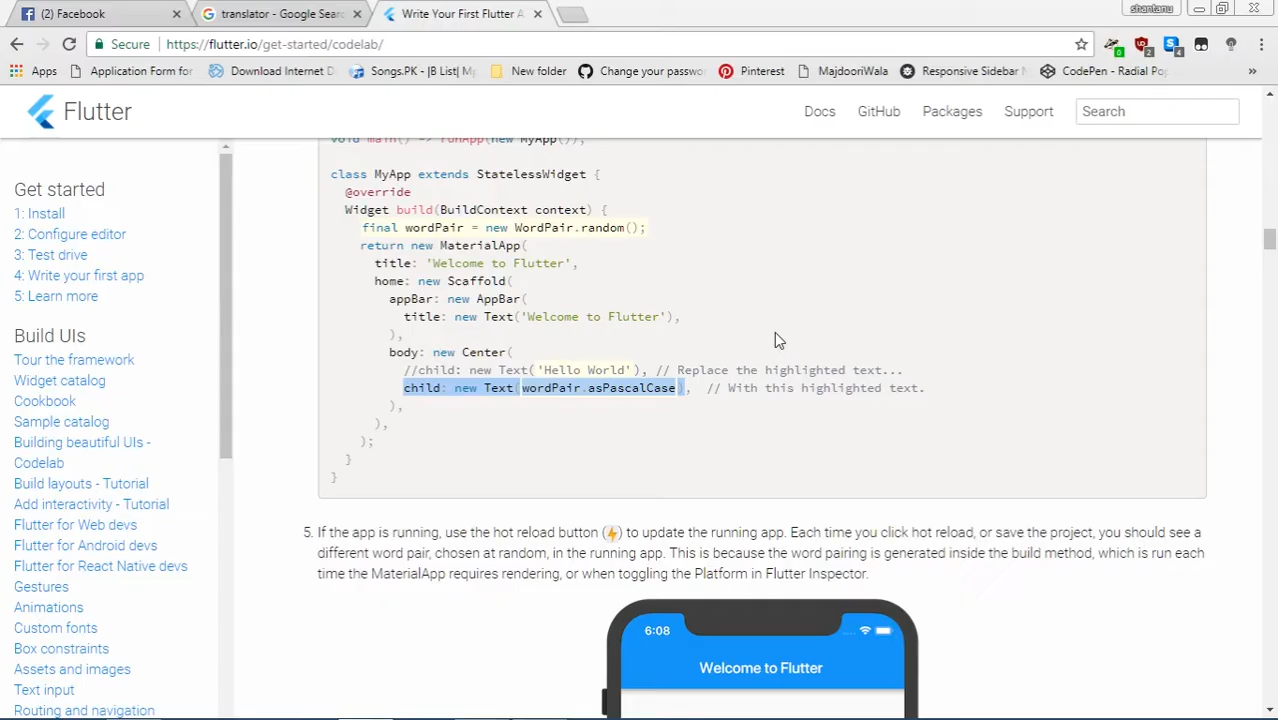 (2) Facebook
translator - Google Sear
Write Your First Flutter A
shantanu
Secure
https://flutter.io/get-started/codelab/
0
2
4
Apps
Application Form for
Download Internet D
Songs.PK - |B List| M
New folder
Change your passwo
Pinterest
MajdooriWala
Responsive Sidebar N
CodePen - Radial Pop
»
Flutter
Docs
GitHub
Packages
Support
Search
Get started
1: Install
2: Configure editor
3: Test drive
4: Write your first app
5: Learn more
Build UIs
Tour the framework
Widget catalog
Cookbook
Sample catalog
Building beautiful UIs -
Codelab
Build layouts - Tutorial
Add interactivity - Tutorial
Flutter for Web devs
Flutter for Android devs
Flutter for React Native devs
Gestures
Animations
Custom fonts
Box constraints
Assets and images
Text input
Routing and navigation
void main() => runApp(new MyApp());
class MyApp extends StatelessWidget {
@override
Widget build(BuildContext context) {
final wordPair = new WordPair.random();
return new MaterialApp(
title: 'Welcome to Flutter',
home: new Scaffold(
appBar: new AppBar(
title: new Text('Welcome to Flutter'),
),
body: new Center(
//child: new Text('Hello World'), // Replace the highlighted text...
child: new Text(wordPair.asPascalCase), // With this highlighted text.
),
),
);
}
}
5. If the app is running, use the hot reload button (⚡) to update the running app. Each time you click hot reload, or save the project, you should see a
different word pair, chosen at random, in the running app. This is because the word pairing is generated inside the build method, which is run each
time the MaterialApp requires rendering, or when toggling the Platform in Flutter Inspector.
6:08
Welcome to Flutter